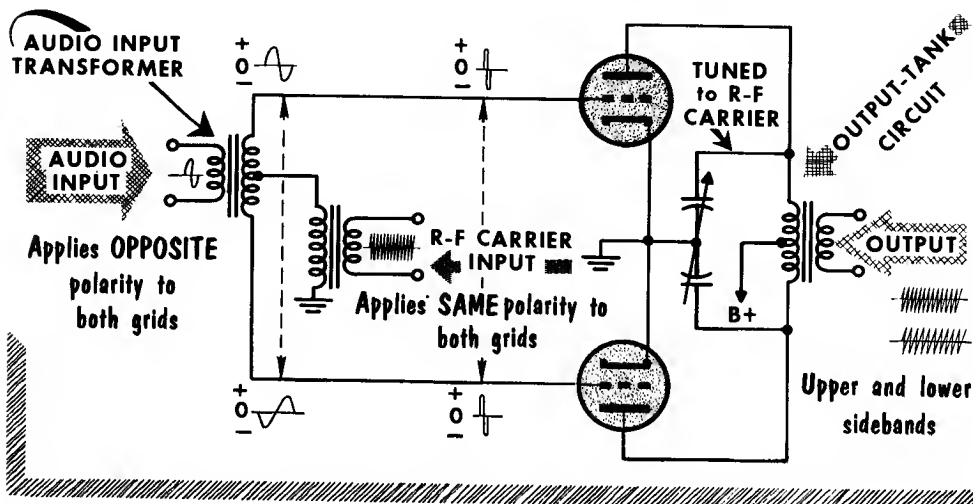 AUDIO INPUT
TRANSFORMER
AUDIO
INPUT
Applies OPPOSITE
polarity to
both grids
+
0
−
+
0
−
R-F CARRIER
INPUT
Applies SAME polarity to
both grids
+
0
−
+
0
−
TUNED
to R-F
CARRIER
B+
OUTPUT-TANK
CIRCUIT
OUTPUT
Upper and lower
sidebands